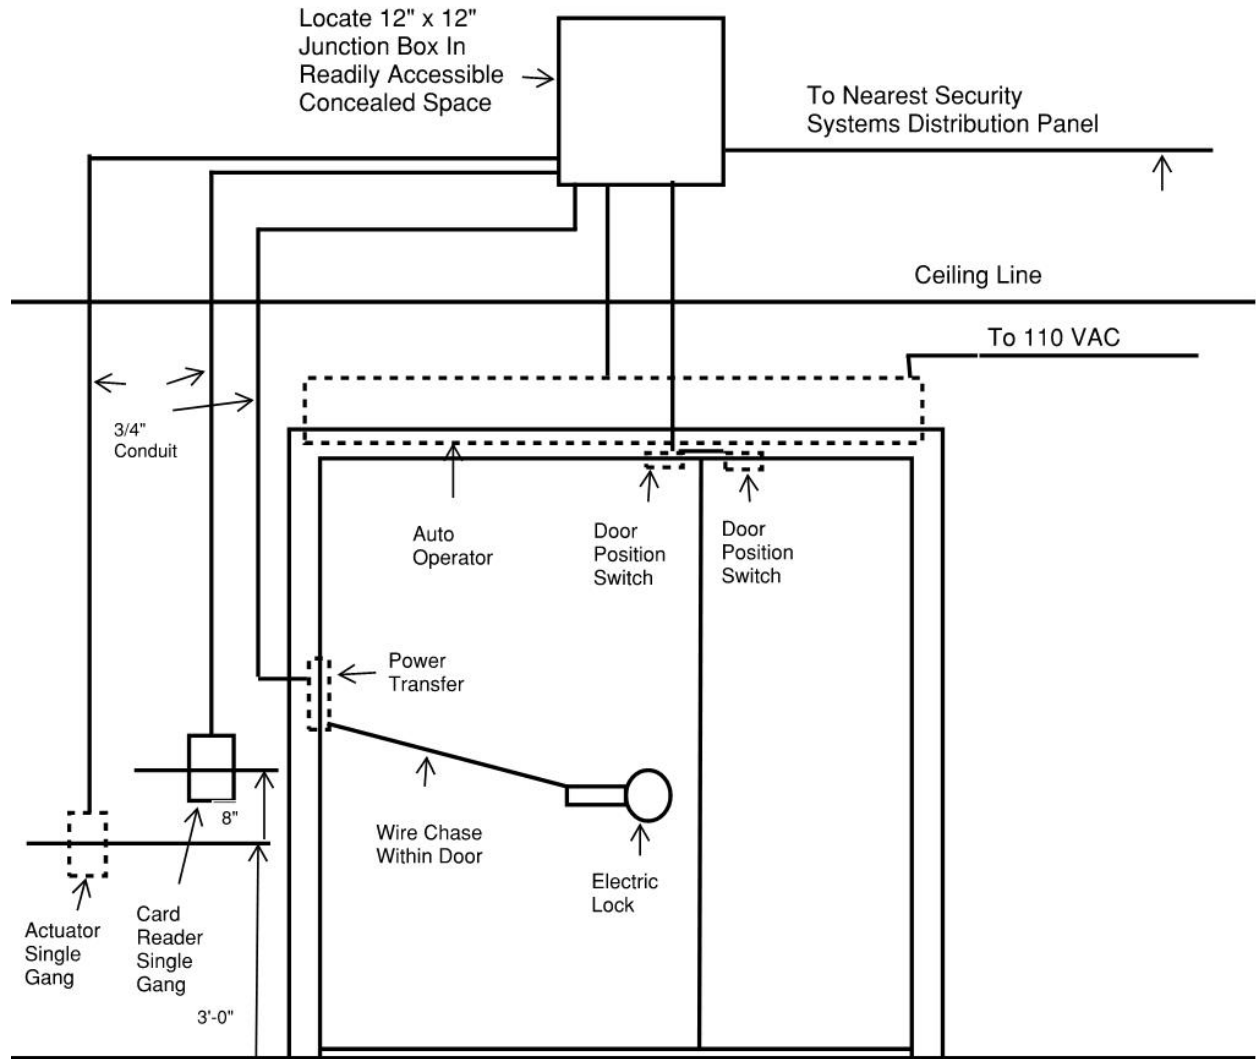 Locate 12" x 12"
Junction Box In
Readily Accessible
Concealed Space
To Nearest Security
Systems Distribution Panel
Ceiling Line
To 110 VAC
3/4"
Conduit
Auto
Operator
Door
Position
Switch
Door
Position
Switch
Power
Transfer
Wire Chase
Within Door
Electric
Lock
8"
Actuator
Single
Gang
Card
Reader
Single
Gang
3'-0"